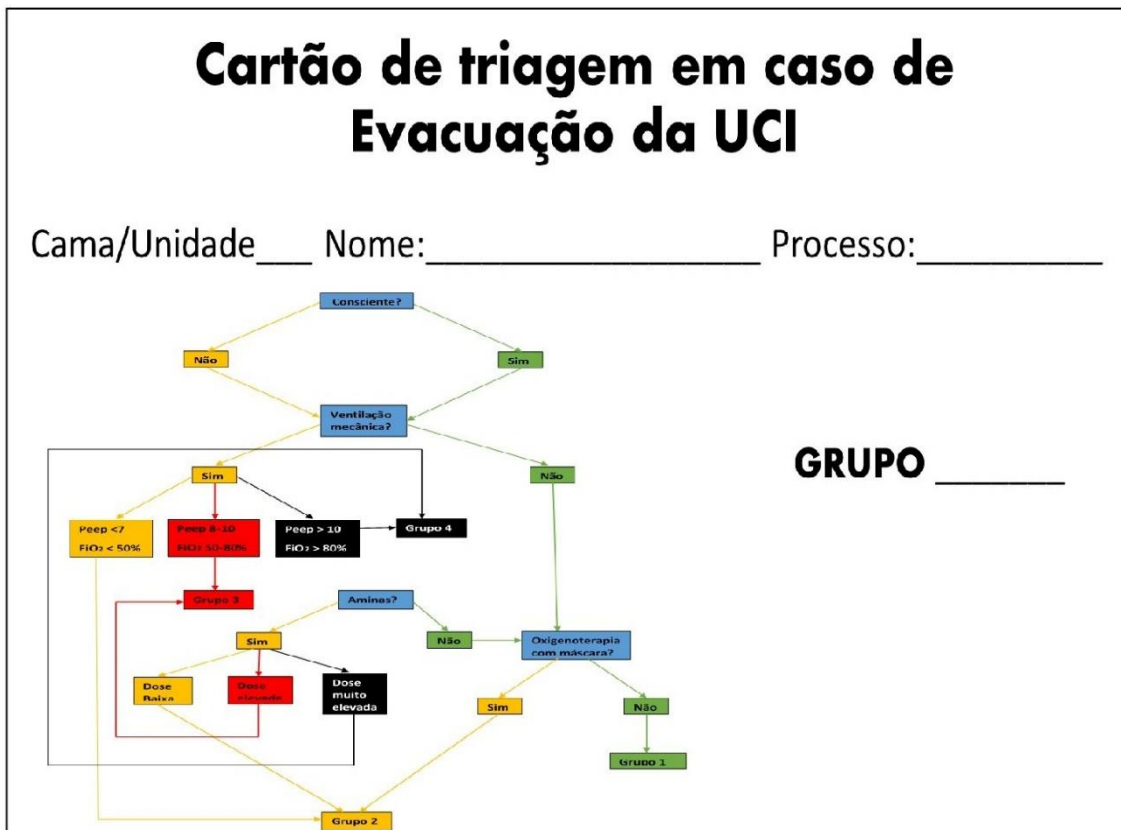 Cartão de triagem em caso de
Evacuação da UCI
Cama/Unidade___ Nome:____________________ Processo:___________
Consciente?
Não
Sim
Ventilação
mecânica?
Sim
Não
GRUPO ______
Peep <7
FiO₂ < 50%
Peep 8-10
FiO₂ 50-80%
Peep > 10
FiO₂ > 80%
Grupo 4
Grupo 3
Aminas?
Sim
Não
Oxigenoterapia
com máscara?
Dose
Baixa
Dose
elevada
Dose
muito
elevada
Sim
Não
Grupo 1
Grupo 2